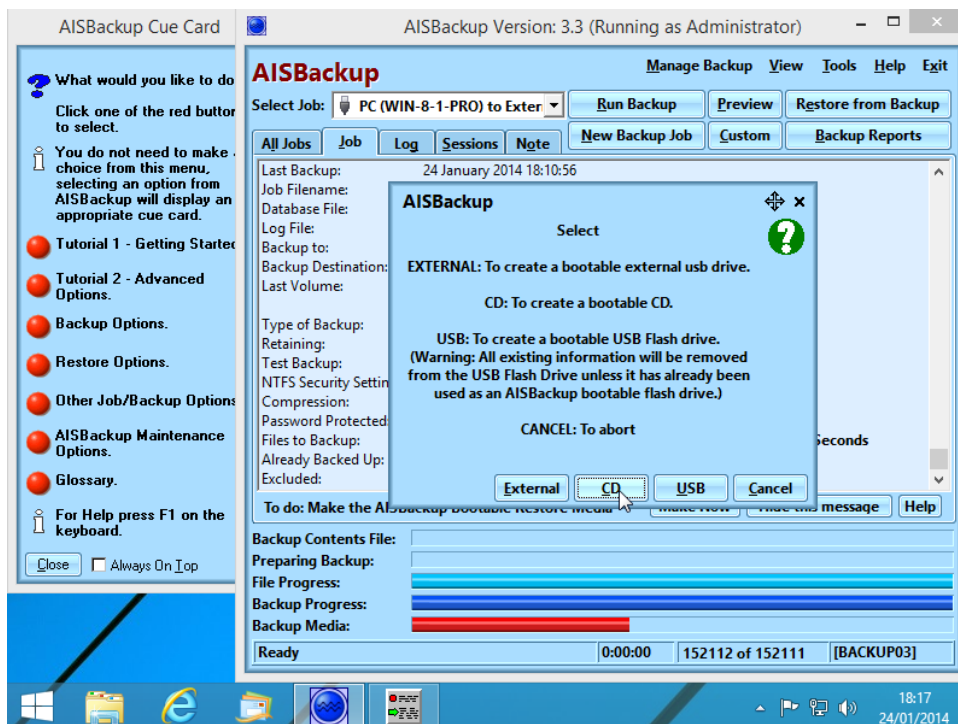 AISBackup Cue Card
What would you like to do
Click one of the red buttor
to select.
You do not need to make
choice from this menu,
selecting an option from
AISBackup will display an
appropriate cue card.
Tutorial 1 - Getting Started
Tutorial 2 - Advanced
Options.
Backup Options.
Restore Options.
Other Job/Backup Options
AISBackup Maintenance
Options.
Glossary.
For Help press F1 on the
keyboard.
Close
Always On Top
AISBackup Version: 3.3 (Running as Administrator)
AISBackup
Manage Backup View Tools Help Exit
Select Job: PC (WIN-8-1-PRO) to Exter
Run Backup Preview Restore from Backup
New Backup Job Custom Backup Reports
All Jobs Job Log Sessions Note
Last Backup: 24 January 2014 18:10:56
Job Filename:
Database File:
Log File:
Backup to:
Backup Destination:
Last Volume:
Type of Backup:
Retaining:
Test Backup:
NTFS Security Settin
Compression:
Password Protected:
Files to Backup: Seconds
Already Backed Up:
Excluded:
AISBackup
Select
EXTERNAL: To create a bootable external usb drive.
CD: To create a bootable CD.
USB: To create a bootable USB Flash drive.
(Warning: All existing information will be removed
from the USB Flash Drive unless it has already been
used as an AISBackup bootable flash drive.)
CANCEL: To abort
External CD USB Cancel
To do: Make the AISBackup Bootable Restore Media Make Now Hide this message Help
Backup Contents File:
Preparing Backup:
File Progress:
Backup Progress:
Backup Media:
Ready 0:00:00 152112 of 152111 [BACKUP03]
18:17
24/01/2014